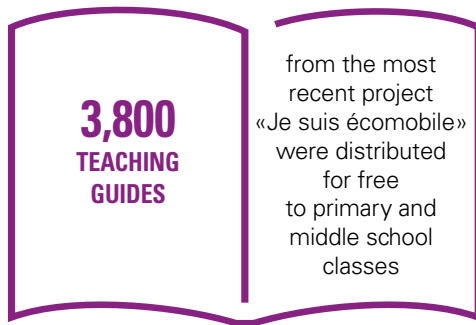 3,800
TEACHING
GUIDES
from the most
recent project
«Je suis écomobile»
were distributed
for free
to primary and
middle school
classes